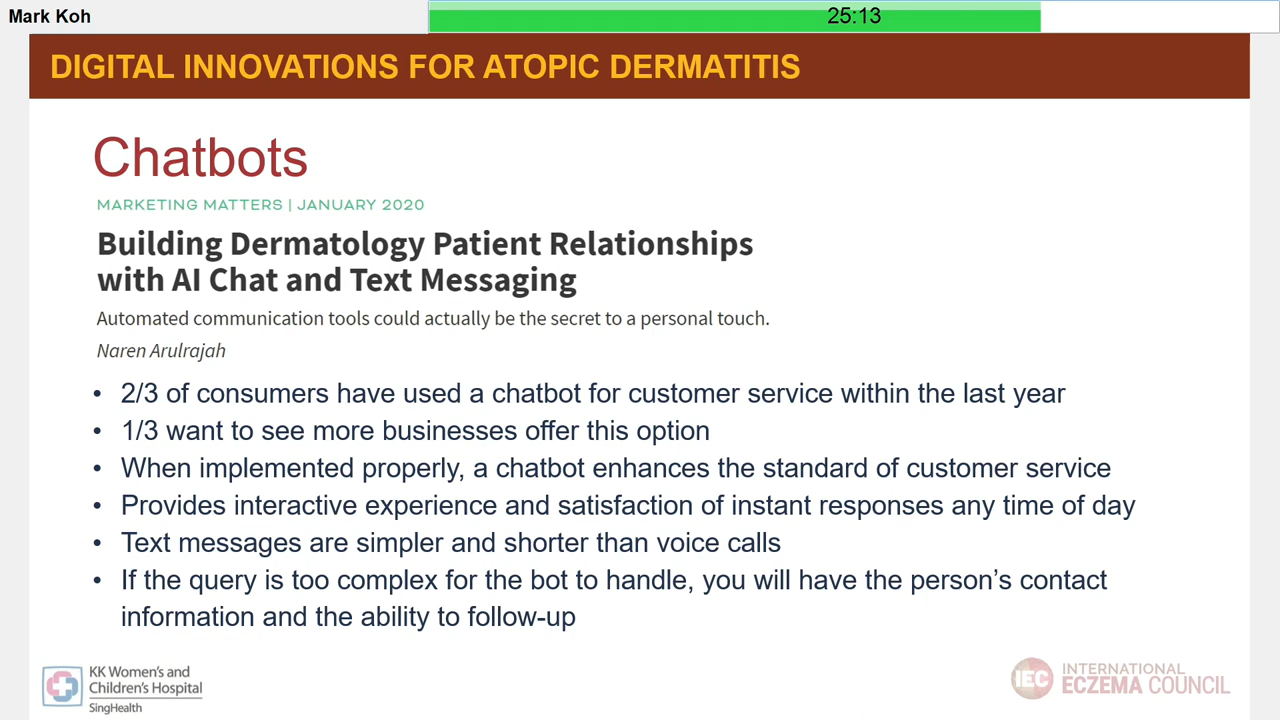 Mark Koh
25:13
DIGITAL INNOVATIONS FOR ATOPIC DERMATITIS
Chatbots
MARKETING MATTERS | JANUARY 2020
Building Dermatology Patient Relationships
with AI Chat and Text Messaging
Automated communication tools could actually be the secret to a personal touch.
Naren Arulrajah
• 2/3 of consumers have used a chatbot for customer service within the last year
• 1/3 want to see more businesses offer this option
• When implemented properly, a chatbot enhances the standard of customer service
• Provides interactive experience and satisfaction of instant responses any time of day
• Text messages are simpler and shorter than voice calls
• If the query is too complex for the bot to handle, you will have the person’s contact
information and the ability to follow-up
KK Women's and
Children's Hospital
SingHealth
IEC
INTERNATIONAL
ECZEMA COUNCIL